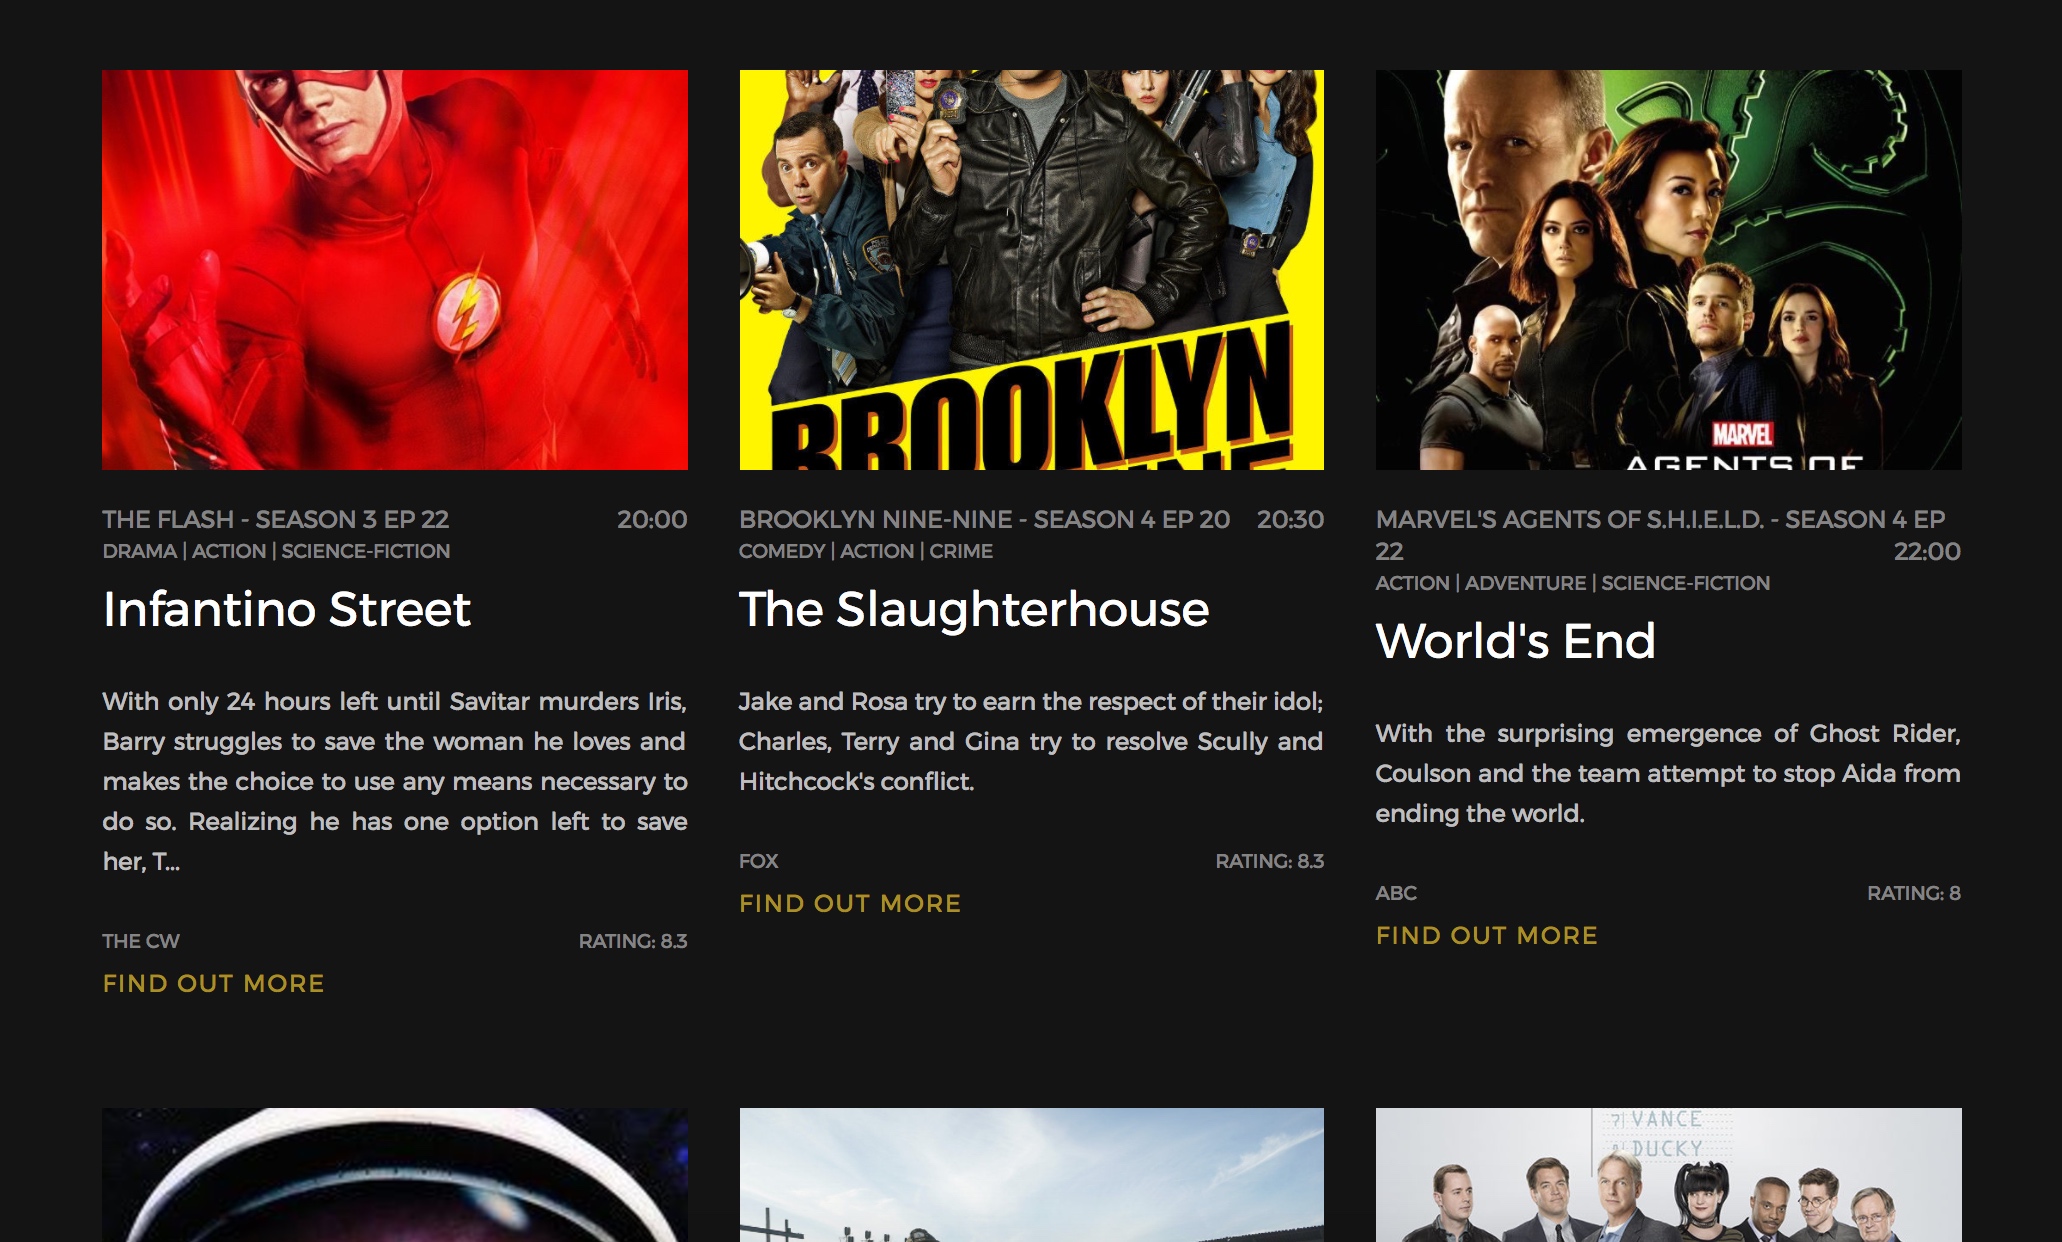 BROOKLYN
MARVEL
AGENTS OF
THE FLASH - SEASON 3 EP 22 20:00
DRAMA | ACTION | SCIENCE-FICTION
Infantino Street
With only 24 hours left until Savitar murders Iris,
Barry struggles to save the woman he loves and
makes the choice to use any means necessary to
do so. Realizing he has one option left to save
her, T...
THE CW RATING: 8.3
FIND OUT MORE
BROOKLYN NINE-NINE - SEASON 4 EP 20 20:30
COMEDY | ACTION | CRIME
The Slaughterhouse
Jake and Rosa try to earn the respect of their idol;
Charles, Terry and Gina try to resolve Scully and
Hitchcock's conflict.
FOX RATING: 8.3
FIND OUT MORE
MARVEL'S AGENTS OF S.H.I.E.L.D. - SEASON 4 EP
22 22:00
ACTION | ADVENTURE | SCIENCE-FICTION
World's End
With the surprising emergence of Ghost Rider,
Coulson and the team attempt to stop Aida from
ending the world.
ABC RATING: 8
FIND OUT MORE
7| VANCE
DUCKY